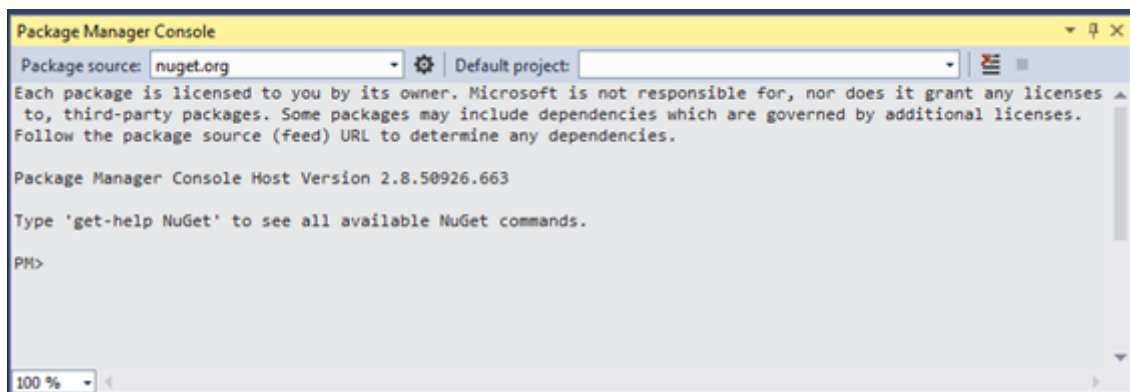 Package Manager Console
Package source: nuget.org Default project:
Each package is licensed to you by its owner. Microsoft is not responsible for, nor does it grant any licenses
to, third-party packages. Some packages may include dependencies which are governed by additional licenses.
Follow the package source (feed) URL to determine any dependencies.
Package Manager Console Host Version 2.8.50926.663
Type 'get-help NuGet' to see all available NuGet commands.
PM>
100 %